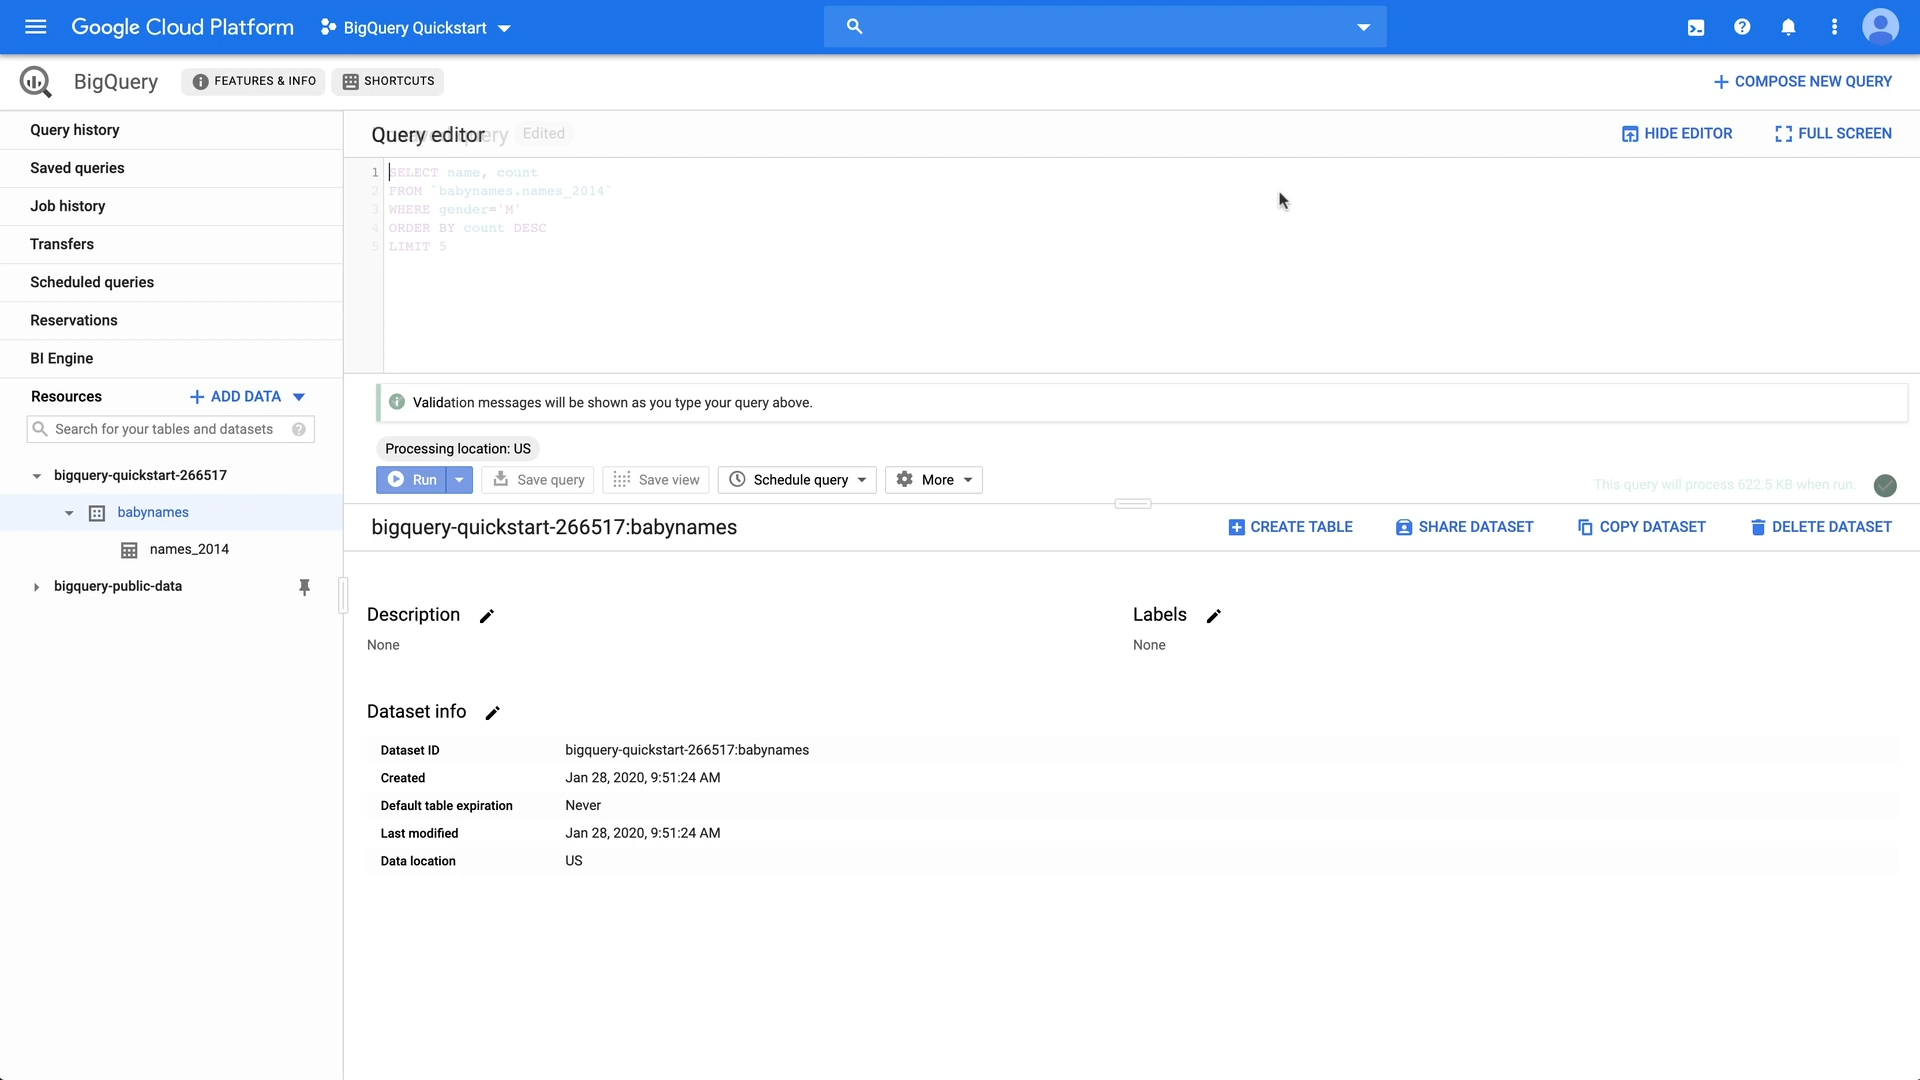 Google Cloud Platform
BigQuery Quickstart
BigQuery
FEATURES & INFO
SHORTCUTS
COMPOSE NEW QUERY
Query history
Saved queries
Job history
Transfers
Scheduled queries
Reservations
BI Engine
Resources
ADD DATA
Search for your tables and datasets
bigquery-quickstart-266517
babynames
names_2014
bigquery-public-data
Query editor
Edited
HIDE EDITOR
FULL SCREEN
1 SELECT name, count
2 FROM `babynames.names_2014`
3 WHERE gender='M'
4 ORDER BY count DESC
5 LIMIT 5
Validation messages will be shown as you type your query above.
Processing location: US
Run
Save query
Save view
Schedule query
More
This query will process 622.5 KB when run.
bigquery-quickstart-266517:babynames
CREATE TABLE
SHARE DATASET
COPY DATASET
DELETE DATASET
Description
None
Labels
None
Dataset info
Dataset ID bigquery-quickstart-266517:babynames
Created Jan 28, 2020, 9:51:24 AM
Default table expiration Never
Last modified Jan 28, 2020, 9:51:24 AM
Data location US